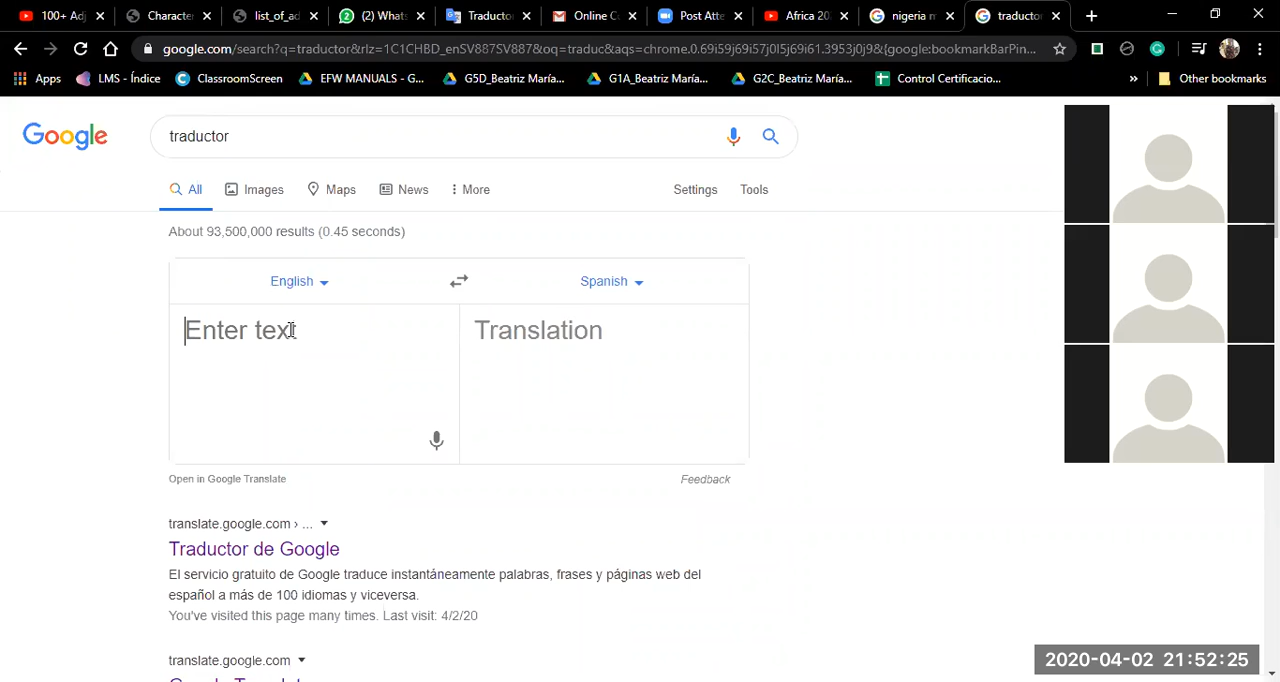 100+ Adj
Character
list_of_ad
(2) Whats
Traductor
Online C
Post Atte
Africa 20
nigeria m
traductor
google.com/search?q=traductor&rlz=1C1CHBD_enSV887SV887&oq=traduc&aqs=chrome.0.69i59j69i57j0l5j69i61.3953j0j9&{google:bookmarkBarPin...
Apps
LMS - Índice
ClassroomScreen
EFW MANUALS - G...
G5D_Beatriz María...
G1A_Beatriz María...
G2C_Beatriz María...
Control Certificacio...
»
Other bookmarks
Google
traductor
All
Images
Maps
News
More
Settings
Tools
About 93,500,000 results (0.45 seconds)
English
Spanish
Enter text
Translation
Open in Google Translate
Feedback
translate.google.com › ...
Traductor de Google
El servicio gratuito de Google traduce instantáneamente palabras, frases y páginas web del
español a más de 100 idiomas y viceversa.
You've visited this page many times. Last visit: 4/2/20
translate.google.com
2020-04-02 21:52:25